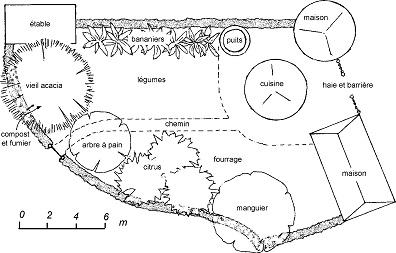 étable
bananiers
puits
maison
vieil acacia
légumes
cuisine
haie et barrière
compost
et fumier
chemin
arbre à pain
citrus
fourrage
maison
manguier
0 2 4 6 m